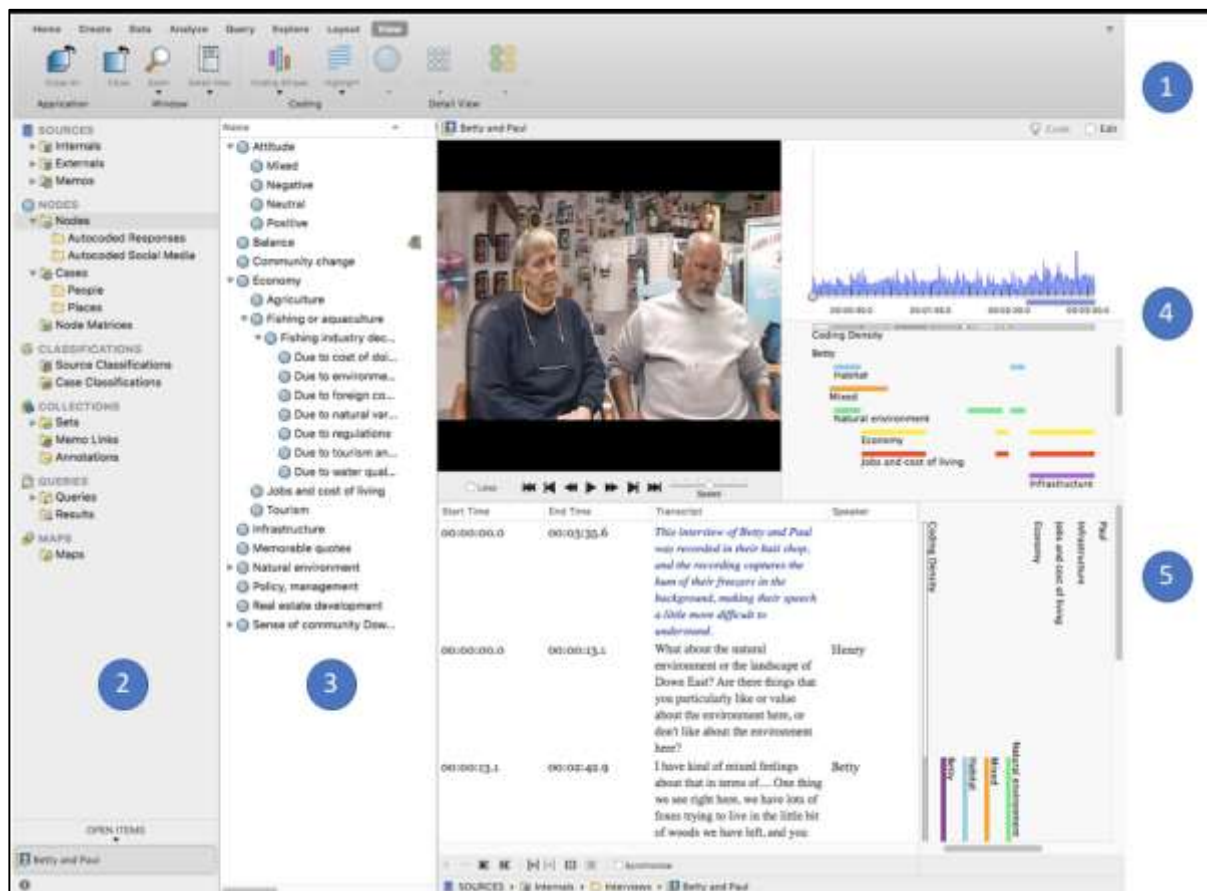 Home Create Data Analyze Query Explore Layout View
Close All Close Zoom Detail View Coding Stripes Highlight
Application Window Coding Detail View
1
SOURCES
Internals
Externals
Memos
NODES
Nodes
Autocoded Responses
Autocoded Social Media
Cases
People
Places
Node Matrices
CLASSIFICATIONS
Source Classifications
Case Classifications
COLLECTIONS
Sets
Memo Links
Annotations
QUERIES
Queries
Results
MAPS
Maps
2
OPEN ITEMS
Betty and Paul
Name
Attitude
Mixed
Negative
Neutral
Positive
Balance
Community change
Economy
Agriculture
Fishing or aquaculture
Fishing industry dec...
Due to cost of doi...
Due to environme...
Due to foreign co...
Due to natural var...
Due to regulations
Due to tourism an...
Due to water qual...
Jobs and cost of living
Tourism
Infrastructure
Memorable quotes
Natural environment
Policy, management
Real estate development
Sense of community Dow...
3
Betty and Paul
Code Edit
Loop Speed
4
Coding Density
Betty
Habitat
Mixed
Natural environment
Economy
Jobs and cost of living
Infrastructure
Start Time End Time Transcript Speaker
00:00:00.0 00:03:35.6 This interview of Betty and Paul
was recorded in their bait shop,
and the recording captures the
hum of their freezers in the
background, making their speech
a little more difficult to
understand.
00:00:00.0 00:00:13.1 What about the natural Henry
environment or the landscape of
Down East? Are there things that
you particularly like or value
about the environment here, or
don't like about the environment
here?
00:00:13.1 00:02:42.9 I have kind of mixed feelings Betty
about that in terms of... One thing
we see right here, we have lots of
foxes trying to live in the little bit
of woods we have left, and you
5
Paul
Infrastructure
Jobs and cost of living
Economy
Coding Density
Natural environment
Mixed
Habitat
Betty
Synchronize
SOURCES Internals Interviews Betty and Paul